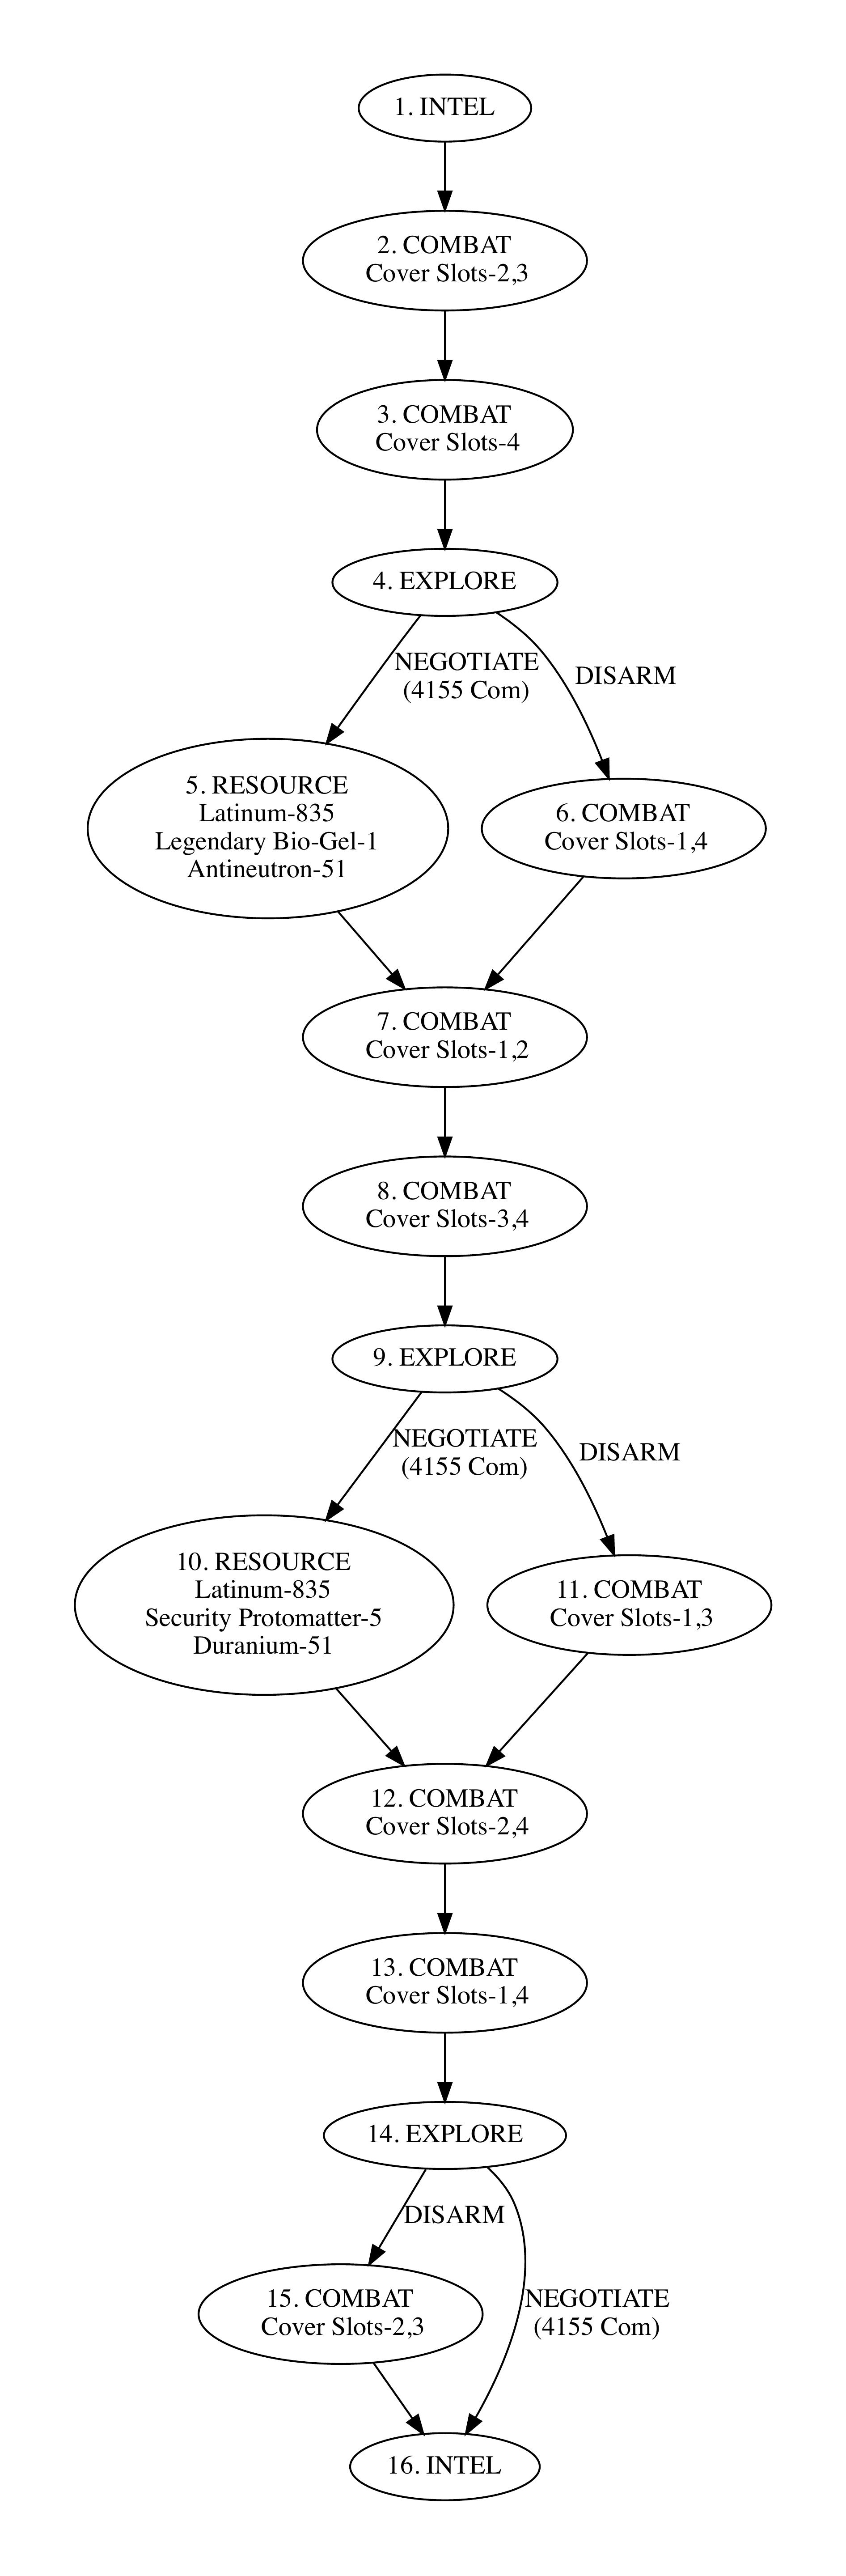 1. INTEL
2. COMBAT
Cover Slots-2,3
3. COMBAT
Cover Slots-4
4. EXPLORE
NEGOTIATE
(4155 Com)
DISARM
5. RESOURCE
Latinum-835
Legendary Bio-Gel-1
Antineutron-51
6. COMBAT
Cover Slots-1,4
7. COMBAT
Cover Slots-1,2
8. COMBAT
Cover Slots-3,4
9. EXPLORE
NEGOTIATE
(4155 Com)
DISARM
10. RESOURCE
Latinum-835
Security Protomatter-5
Duranium-51
11. COMBAT
Cover Slots-1,3
12. COMBAT
Cover Slots-2,4
13. COMBAT
Cover Slots-1,4
14. EXPLORE
DISARM
NEGOTIATE
(4155 Com)
15. COMBAT
Cover Slots-2,3
16. INTEL